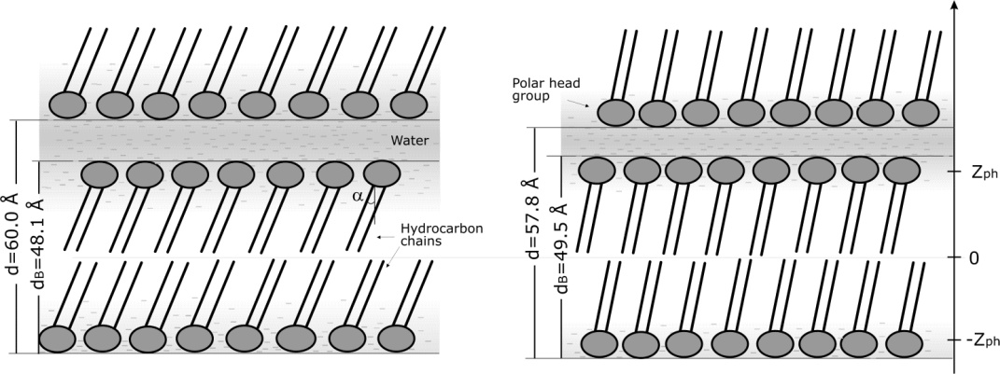 Polar head
group
Water
α
Hydrocarbon
chains
d=60.0 Å
dB=48.1 Å
d=57.8 Å
dB=49.5 Å
Zph
0
-Zph